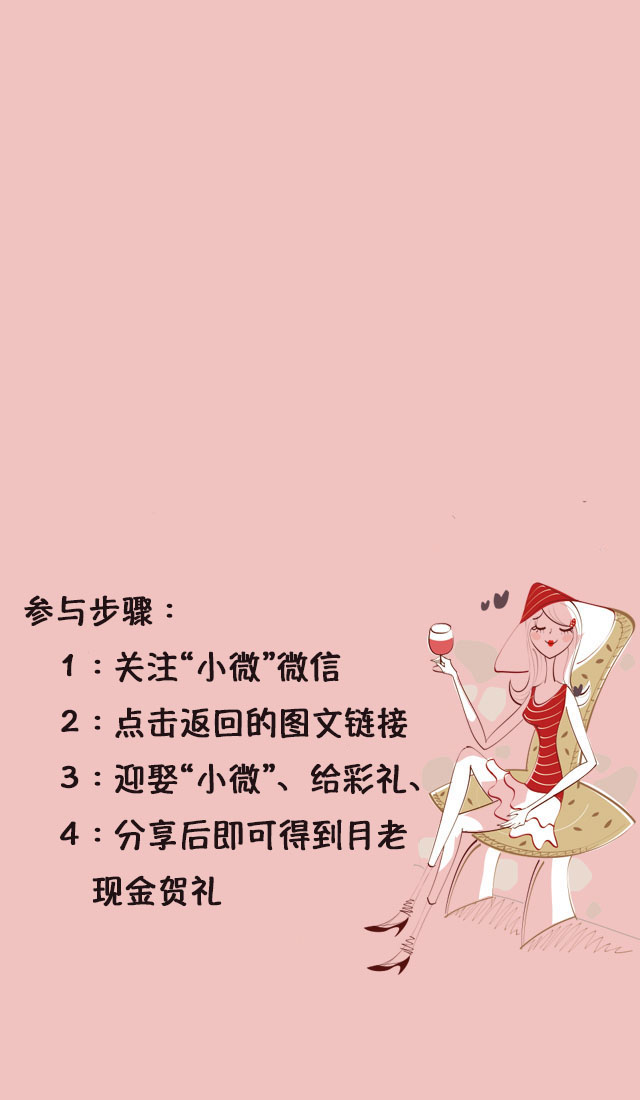 参与步骤：
1：关注“小微”微信
2：点击返回的图文链接
3：迎娶“小微”、给彩礼、
4：分享后即可得到月老
现金贺礼